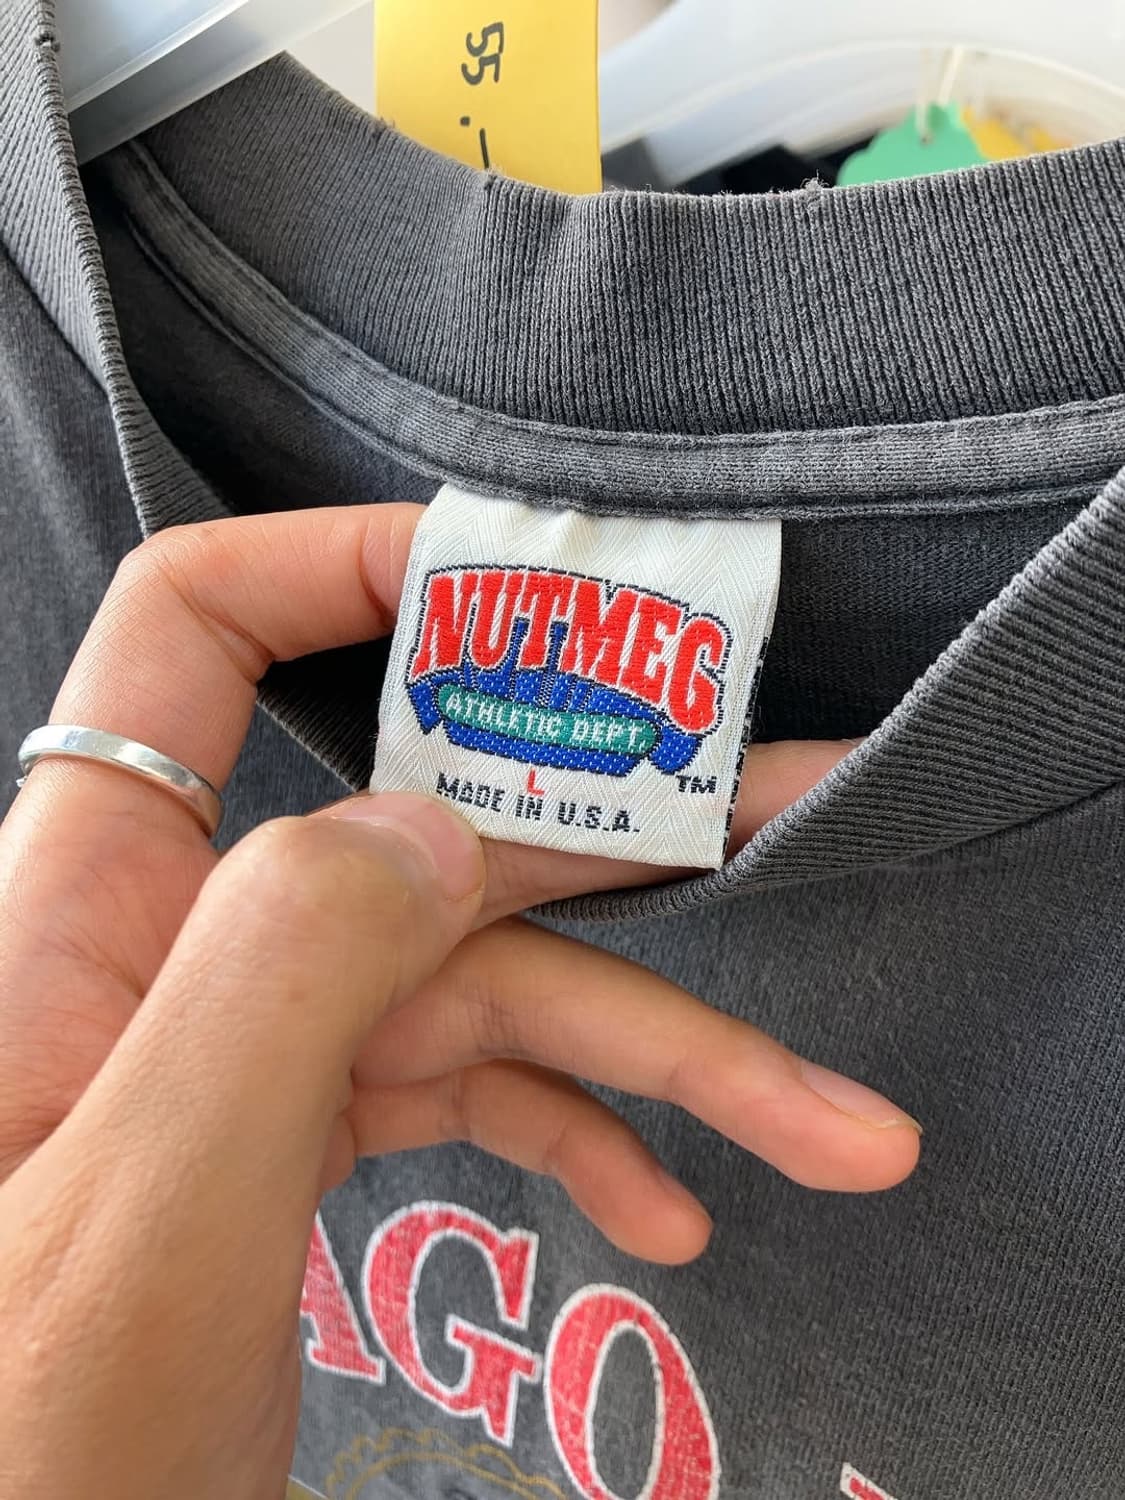 55.-
NUTMEG
ATHLETIC DEPT.
TM
L
MADE IN U.S.A.
AGO